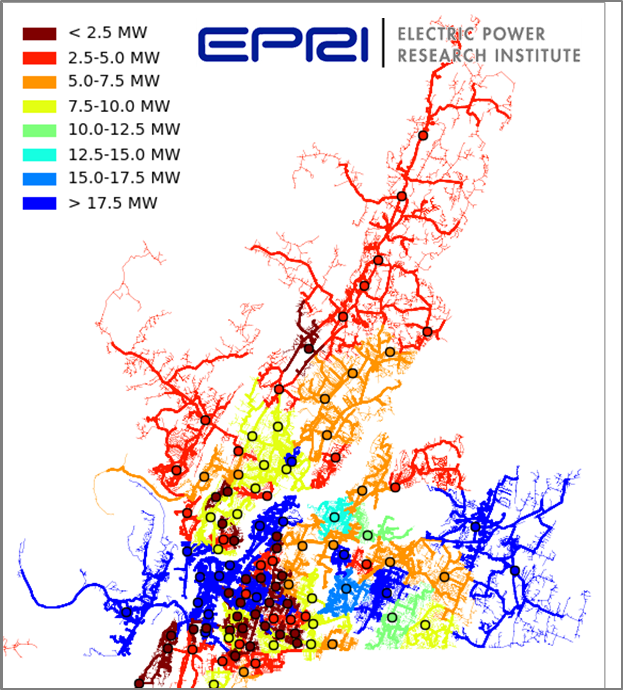 < 2.5 MW
2.5-5.0 MW
5.0-7.5 MW
7.5-10.0 MW
10.0-12.5 MW
12.5-15.0 MW
15.0-17.5 MW
> 17.5 MW
EPRI
ELECTRIC POWER
RESEARCH INSTITUTE